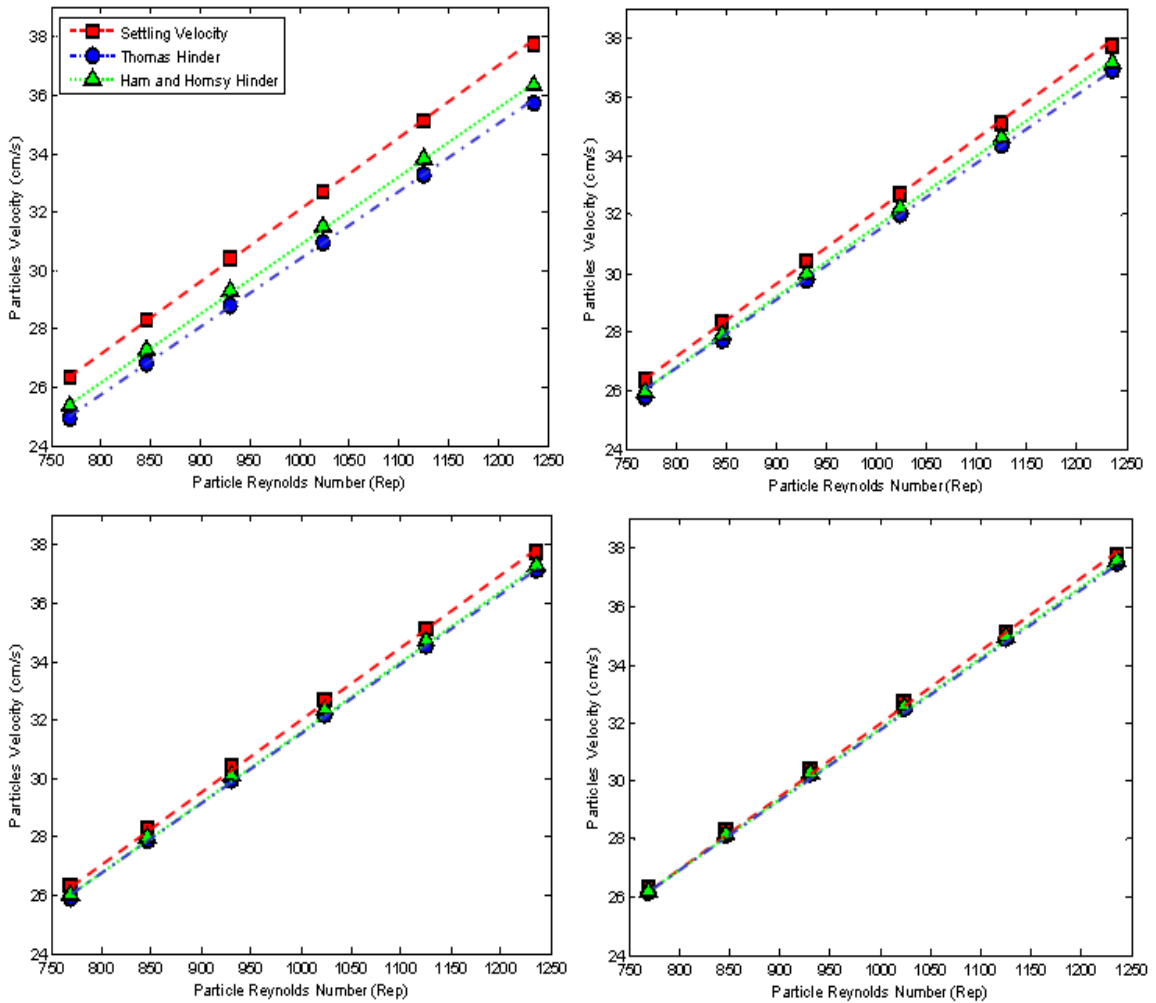 Settling Velocity
Thomas Hinder
Ham and Homsy Hinder
Particles Velocity (cm/s)
38
36
34
32
30
28
26
24
750 800 850 900 950 1000 1050 1100 1150 1200 1250
Particle Reynolds Number (Rep)
Particles Velocity (cm/s)
38
36
34
32
30
28
26
24
750 800 850 900 950 1000 1050 1100 1150 1200 1250
Particle Reynolds Number (Rep)
Particles Velocity (cm/s)
38
36
34
32
30
28
26
24
750 800 850 900 950 1000 1050 1100 1150 1200 1250
Particle Reynolds Number (Rep)
Particles Velocity (cm/s)
38
36
34
32
30
28
26
24
750 800 850 900 950 1000 1050 1100 1150 1200 1250
Particle Reynolds Number (Rep)